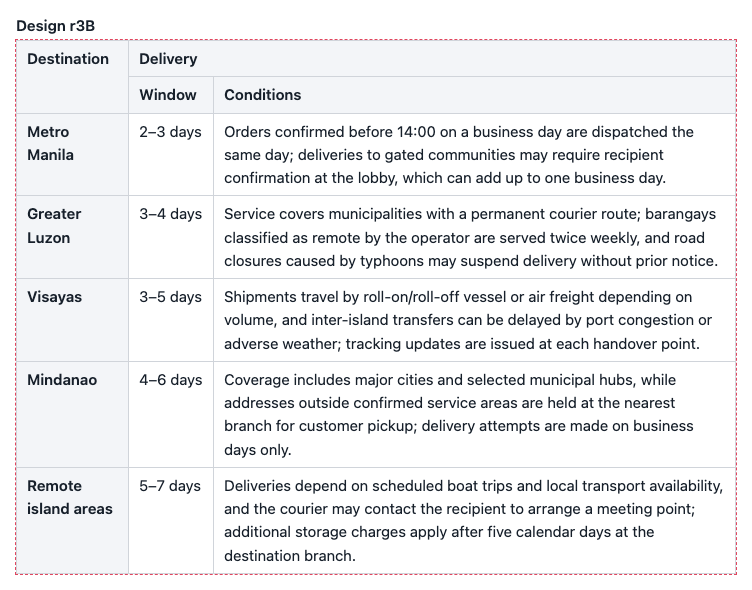 Design r3B
Destination
Delivery
Window
Conditions
Metro
Manila
2–3 days
Orders confirmed before 14:00 on a business day are dispatched the
same day; deliveries to gated communities may require recipient
confirmation at the lobby, which can add up to one business day.
Greater
Luzon
3–4 days
Service covers municipalities with a permanent courier route; barangays
classified as remote by the operator are served twice weekly, and road
closures caused by typhoons may suspend delivery without prior notice.
Visayas
3–5 days
Shipments travel by roll-on/roll-off vessel or air freight depending on
volume, and inter-island transfers can be delayed by port congestion or
adverse weather; tracking updates are issued at each handover point.
Mindanao
4–6 days
Coverage includes major cities and selected municipal hubs, while
addresses outside confirmed service areas are held at the nearest
branch for customer pickup; delivery attempts are made on business
days only.
Remote
island areas
5–7 days
Deliveries depend on scheduled boat trips and local transport availability,
and the courier may contact the recipient to arrange a meeting point;
additional storage charges apply after five calendar days at the
destination branch.